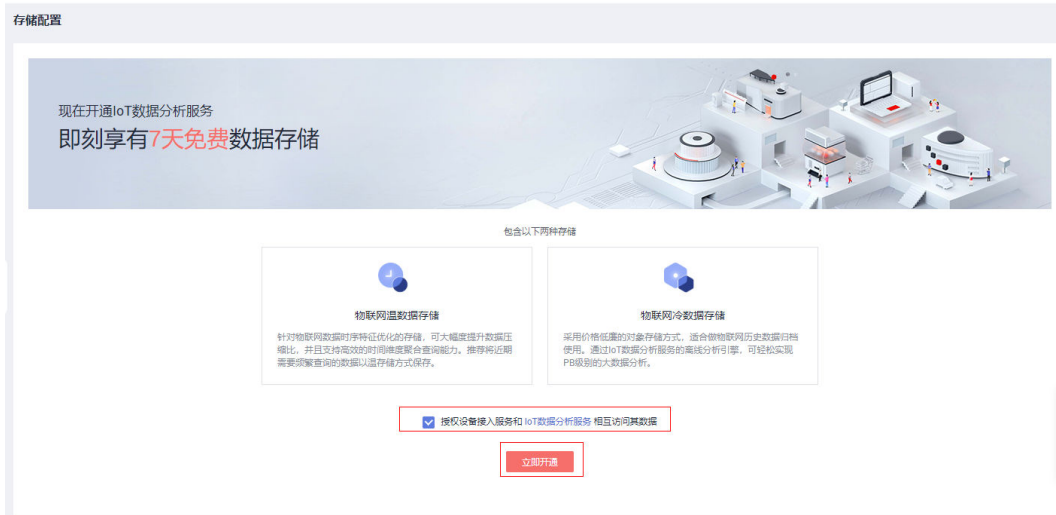 存储配置
现在开通IoT数据分析服务
即刻享有7天免费数据存储
包含以下两种存储
物联网温数据存储
针对物联网数据时序特征优化的存储，可大幅度提升数据压
缩比，并且支持高效的时间维度聚合查询能力。推荐将近期
需要频繁查询的数据以温存储方式保存。
物联网冷数据存储
采用价格低廉的对象存储方式，适合做物联网历史数据归档
使用。通过IoT数据分析服务的离线分析引擎，可轻松实现
PB级别的大数据分析。
授权设备接入服务和 IoT数据分析服务 相互访问其数据
立即开通